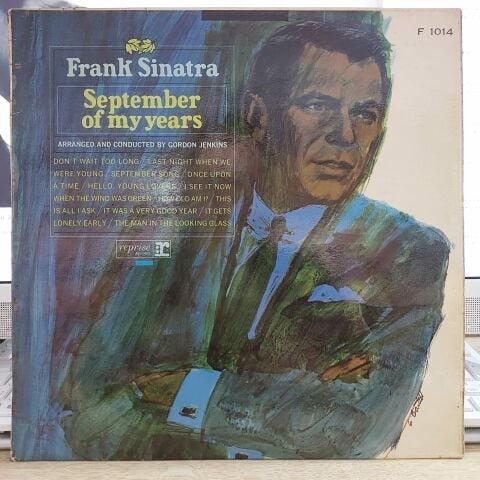 F 1014
Frank Sinatra
September
of my years
ARRANGED AND CONDUCTED BY GORDON JENKINS
DON'T WAIT TOO LONG / LAST NIGHT WHEN WE
WERE YOUNG / SEPTEMBER SONG / ONCE UPON
A TIME / HELLO, YOUNG LOVERS / I SEE IT NOW
WHEN THE WIND WAS GREEN / HOW OLD AM I? / THIS
IS ALL I ASK / IT WAS A VERY GOOD YEAR / IT GETS
LONELY EARLY / THE MAN IN THE LOOKING GLASS
reprise